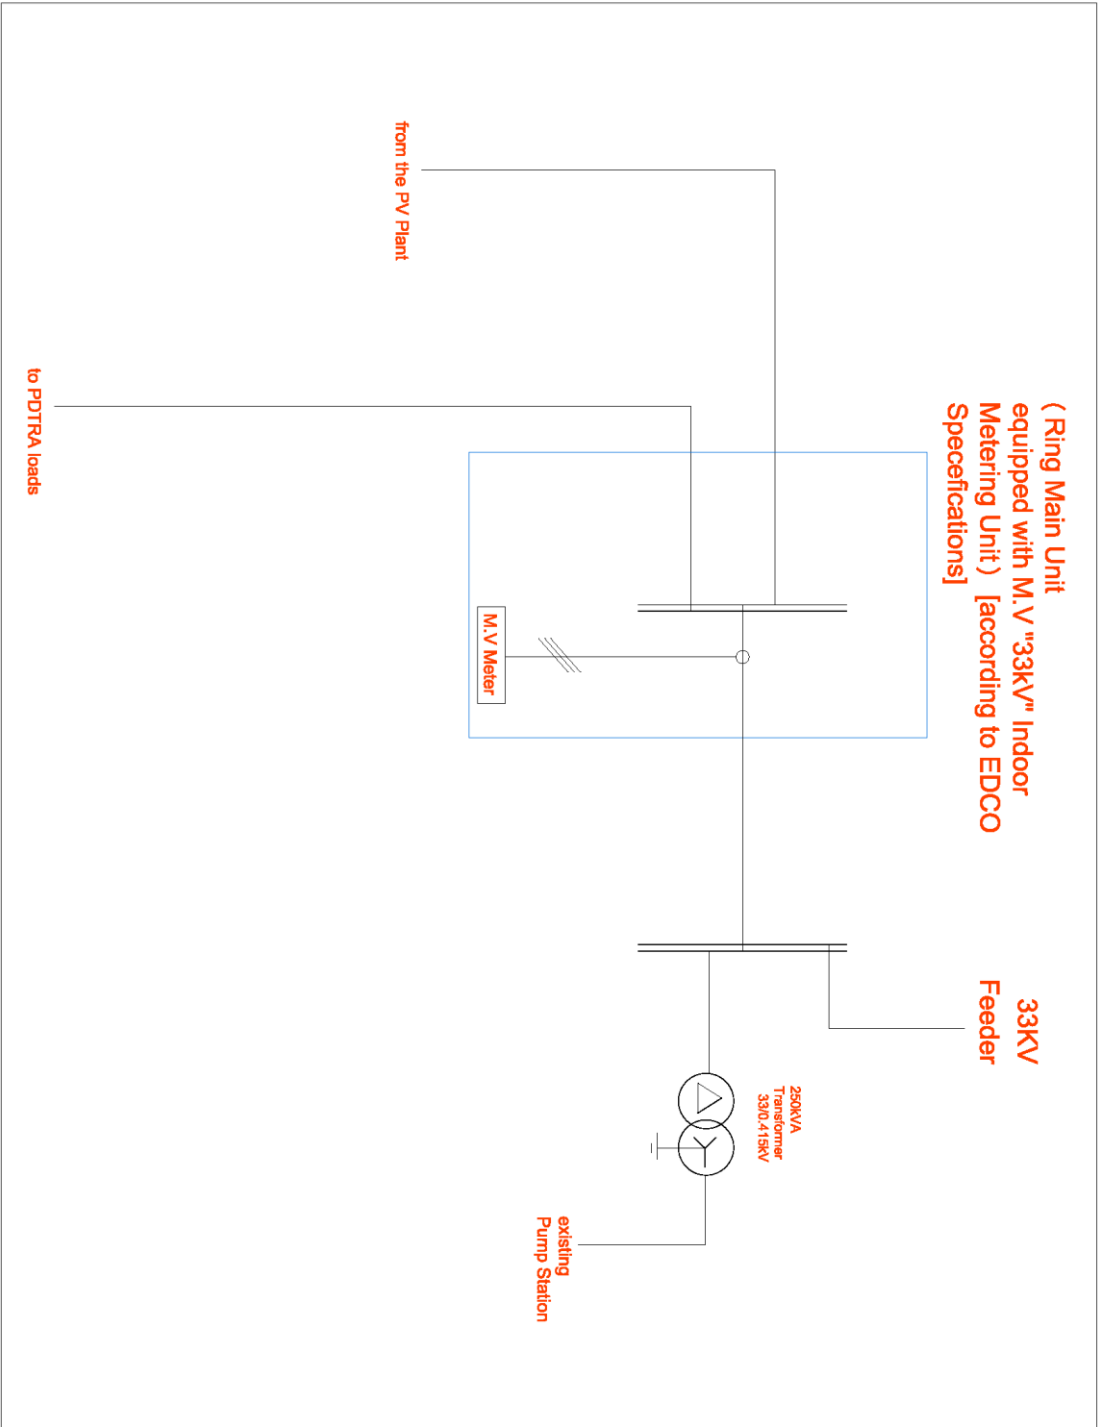 ( Ring Main Unit
equipped with M.V "33kV" Indoor
Metering Unit ) [according to EDCO
Specefications]
33KV
Feeder
250kVA
Transformer
33/0.415kV
from the PV Plant
M.V Meter
existing
Pump Station
to PDTRA loads